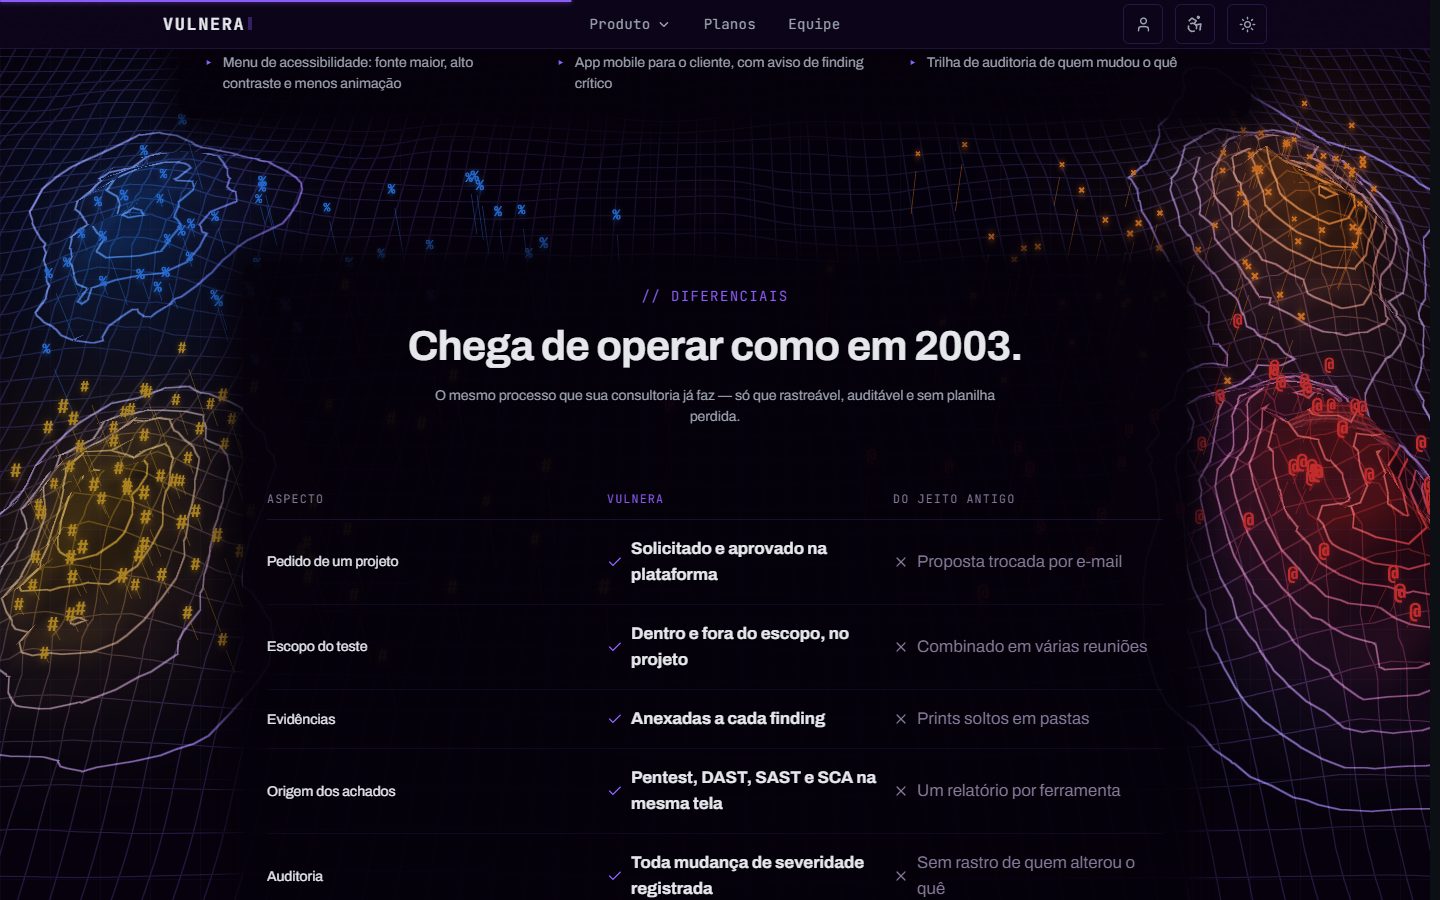 VULNERA
Produto
Planos
Equipe
Menu de acessibilidade: fonte maior, alto
contraste e menos animação
App mobile para o cliente, com aviso de finding
crítico
Trilha de auditoria de quem mudou o quê
// DIFERENCIAIS
Chega de operar como em 2003.
O mesmo processo que sua consultoria já faz — só que rastreável, auditável e sem planilha
perdida.
ASPECTO
VULNERA
DO JEITO ANTIGO
Pedido de um projeto
Solicitado e aprovado na
plataforma
Proposta trocada por e-mail
Escopo do teste
Dentro e fora do escopo, no
projeto
Combinado em várias reuniões
Evidências
Anexadas a cada finding
Prints soltos em pastas
Origem dos achados
Pentest, DAST, SAST e SCA na
mesma tela
Um relatório por ferramenta
Auditoria
Toda mudança de severidade
registrada
Sem rastro de quem alterou o
quê